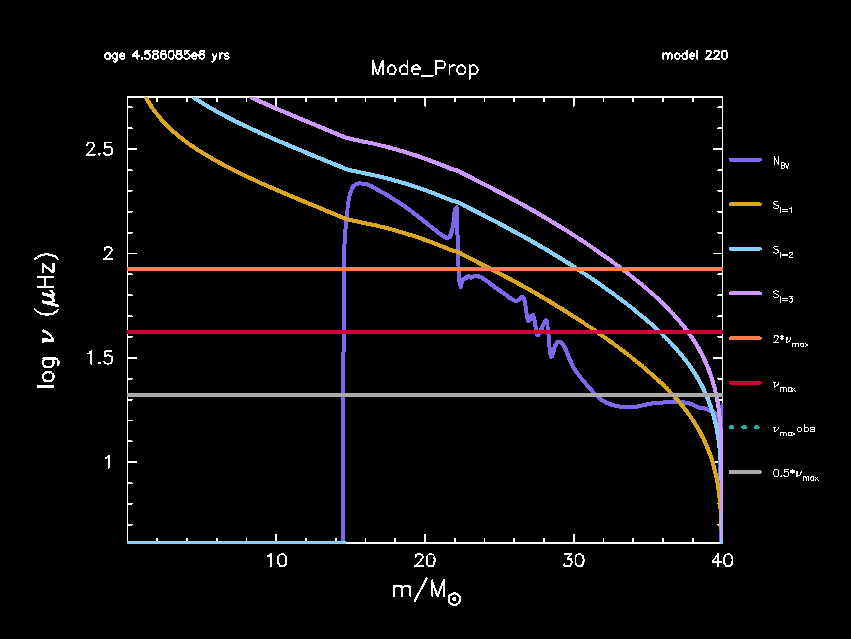 age 4.586085e6 yrs
model 220
Mode_Prop
log ν (μHz)
2.5
2
1.5
1
10
20
30
40
m/M⊙
N_BV
S_l=1
S_l=2
S_l=3
2*ν_max
ν_max
ν_max obs
0.5*ν_max